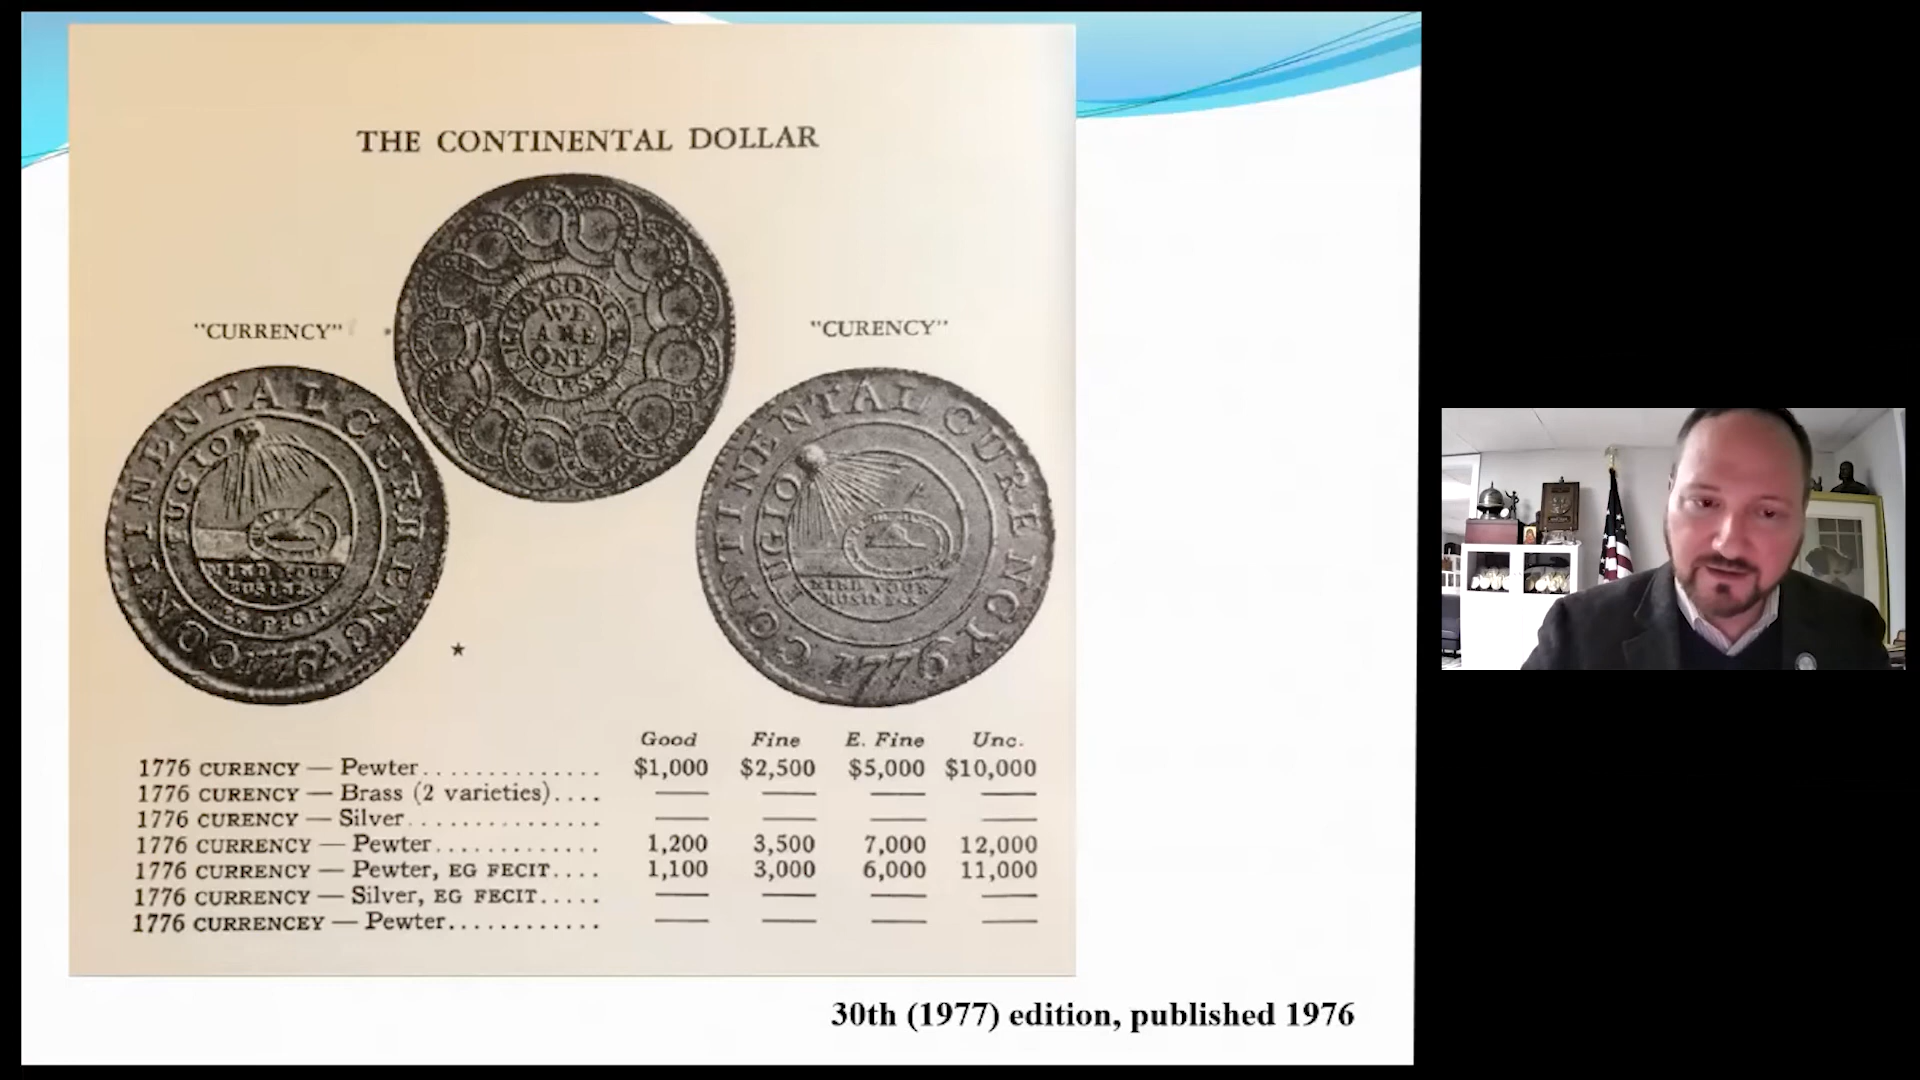 THE CONTINENTAL DOLLAR
"CURRENCY"
"CURENCY"
WE
ARE
ONE
CONTINENTAL CURRENCY
FUGIO
MIND YOUR
BUSINESS
EG FECIT
1776
CONTINENTAL CURENCY
FUGIO
MIND YOUR
BUSINESS
1776
★
Good Fine E. Fine Unc.
1776 CURENCY — Pewter.............. $1,000 $2,500 $5,000 $10,000
1776 CURENCY — Brass (2 varieties).... —— —— —— ——
1776 CURENCY — Silver............... —— —— —— ——
1776 CURRENCY — Pewter............. 1,200 3,500 7,000 12,000
1776 CURRENCY — Pewter, EG FECIT.... 1,100 3,000 6,000 11,000
1776 CURRENCY — Silver, EG FECIT..... —— —— —— ——
1776 CURRENCEY — Pewter............ —— —— —— ——
30th (1977) edition, published 1976